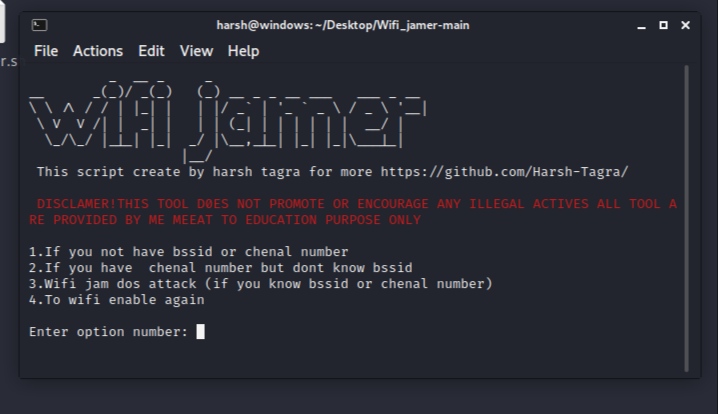 r.s
harsh@windows: ~/Desktop/Wifi_jamer-main
File Actions Edit View Help
wifi jamer
This script create by harsh tagra for more https://github.com/Harsh-Tagra/
DISCLAMER!THIS TOOL D0ES NOT PROMOTE OR ENCOURAGE ANY ILLEGAL ACTIVES ALL TOOL A
RE PROVIDED BY ME MEEAT TO EDUCATION PURPOSE ONLY
1.If you not have bssid or chenal number
2.If you have  chenal number but dont know bssid
3.Wifi jam dos attack (if you know bssid or chenal number)
4.To wifi enable again
Enter option number: